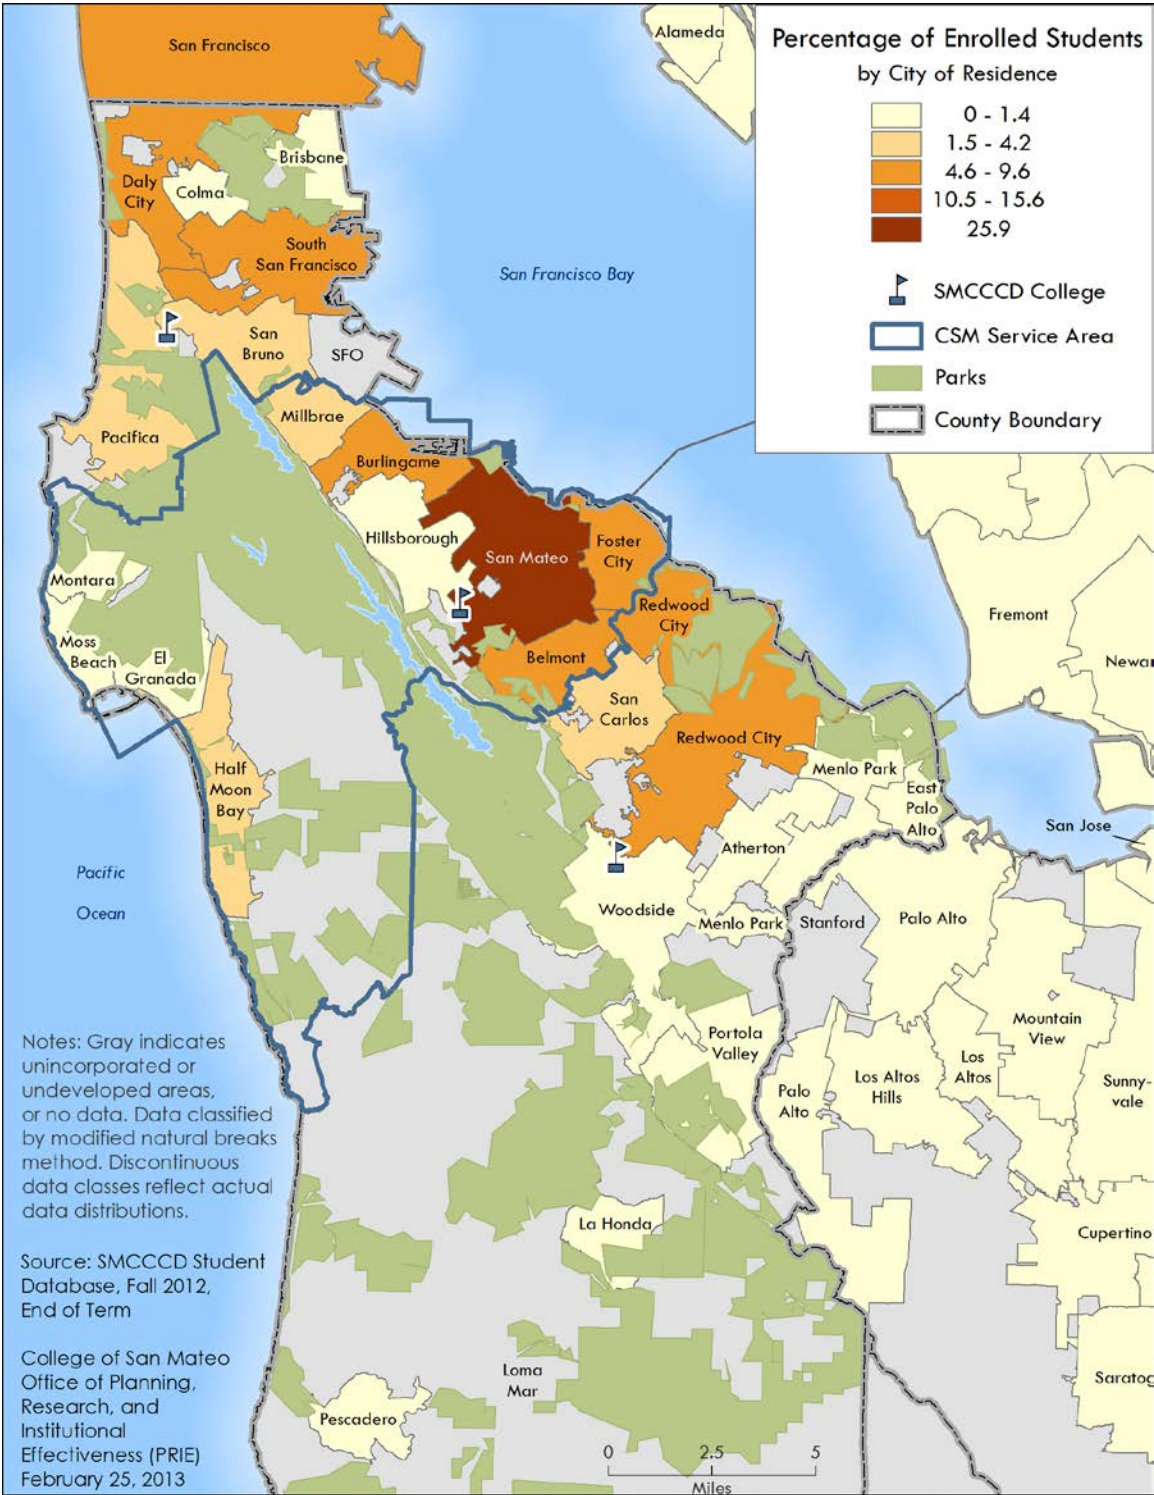 San Francisco
Alameda
Percentage of Enrolled Students
by City of Residence
0 - 1.4
1.5 - 4.2
4.6 - 9.6
10.5 - 15.6
25.9
SMCCCD College
CSM Service Area
Parks
County Boundary
Brisbane
Daly
City
Colma
South
San Francisco
San Francisco Bay
San
Bruno
SFO
Millbrae
Pacifica
Burlingame
Hillsborough
San Mateo
Foster
City
Montara
Redwood
City
Fremont
Moss
Beach
El
Granada
Belmont
Newar
San
Carlos
Redwood City
Half
Moon
Bay
Menlo Park
East
Palo
Alto
San Jose
Atherton
Pacific
Ocean
Woodside
Menlo Park
Stanford
Palo Alto
Mountain
View
Portola
Valley
Los
Altos
Los Altos
Hills
Palo
Alto
Sunny-
vale
Notes: Gray indicates
unincorporated or
undeveloped areas,
or no data. Data classified
by modified natural breaks
method. Discontinuous
data classes reflect actual
data distributions.
La Honda
Cupertino
Source: SMCCCD Student
Database, Fall 2012,
End of Term
College of San Mateo
Office of Planning,
Research, and
Institutional
Effectiveness (PRIE)
February 25, 2013
Loma
Mar
Saratog
Pescadero
0 2.5 5
Miles